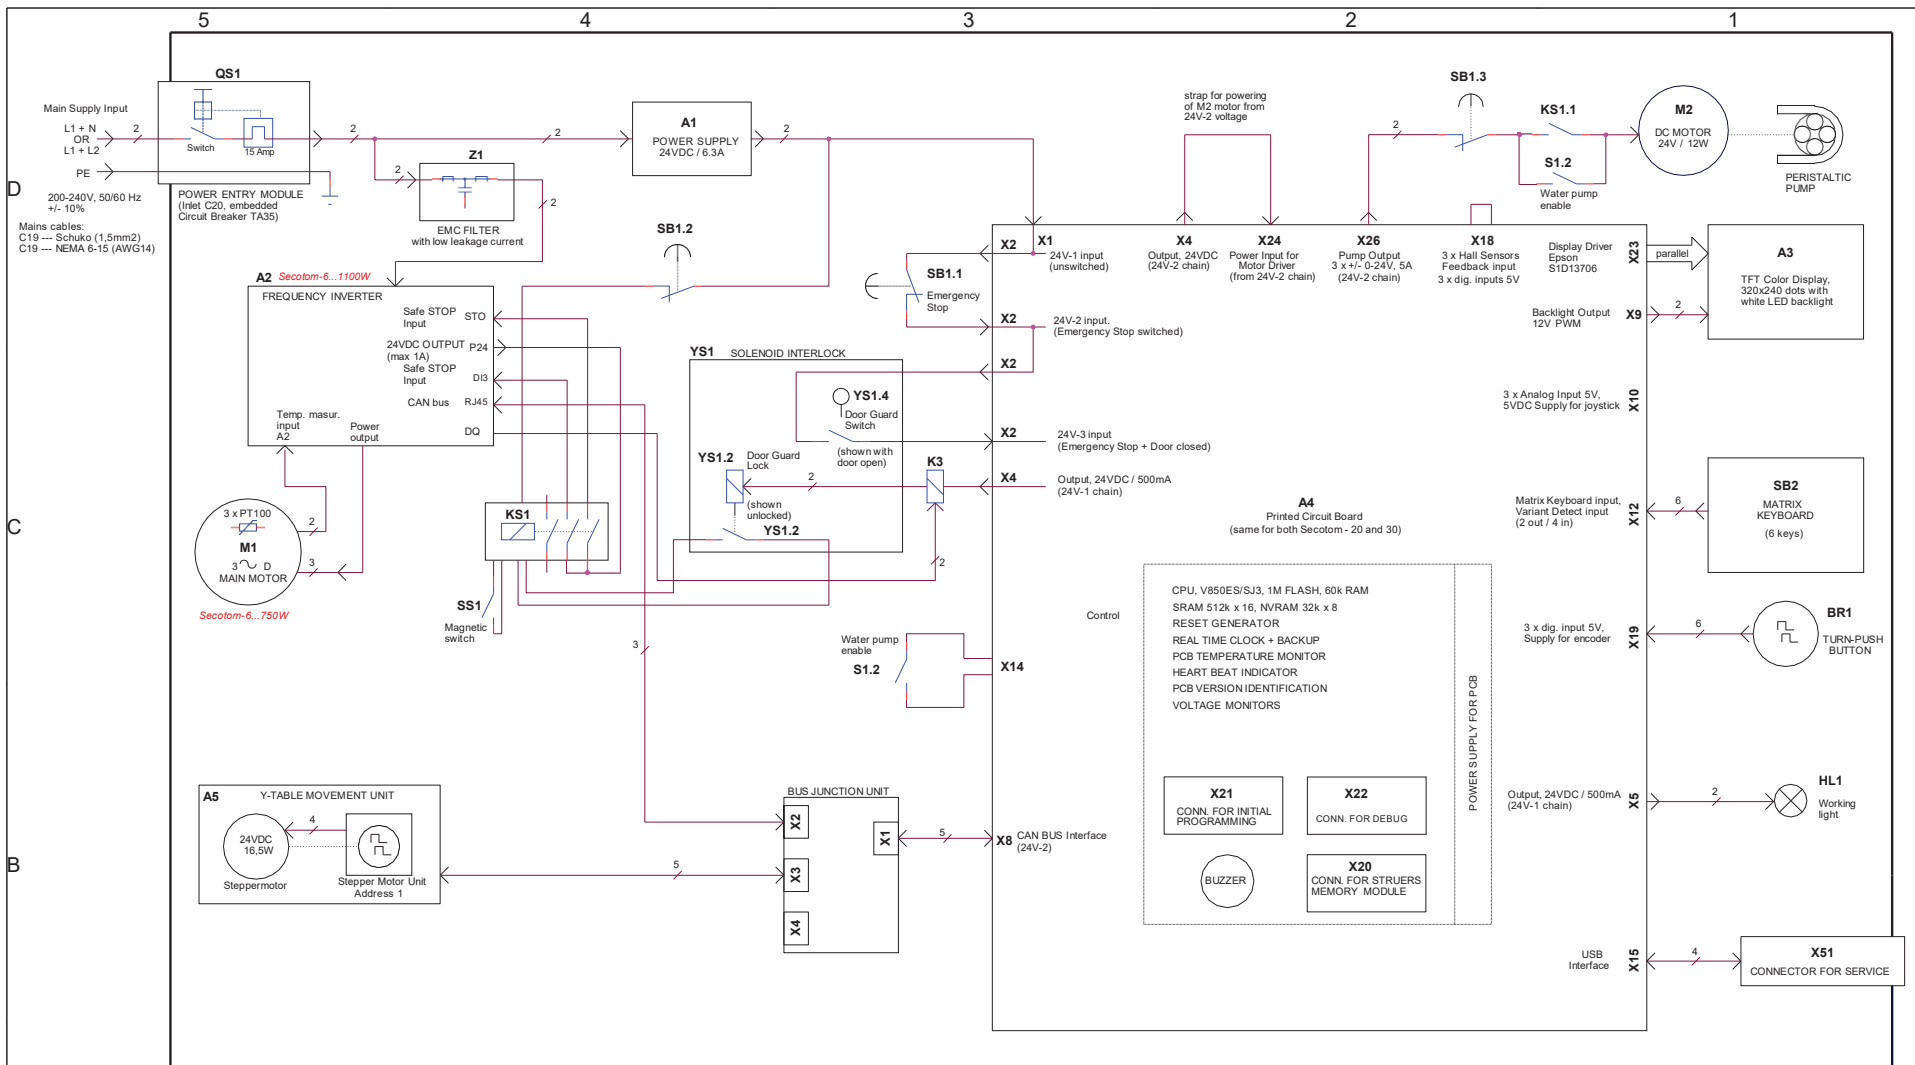 5
4
3
2
1
D
C
B
QS1
Main Supply Input
L1 + N
OR
L1 + L2
PE
2
Switch
15 Amp
200-240V, 50/60 Hz
+/- 10%
Mains cables:
C19 --- Schuko (1,5mm2)
C19 --- NEMA 6-15 (AWG14)
POWER ENTRY MODULE
(Inlet C20, embedded
Circuit Breaker TA35)
2
2
Z1
2
2
EMC FILTER
with low leakage current
A1
POWER SUPPLY
24VDC / 6.3A
2
SB1.2
A2
Secotom-6...1100W
FREQUENCY INVERTER
Safe STOP
Input
STO
24VDC OUTPUT
(max 1A)
P24
Safe STOP
Input
DI3
CAN bus
RJ45
DQ
Temp. masur.
input
A2
Power
output
3 x PT100
M1
3
D
MAIN MOTOR
2
3
Secotom-6...750W
KS1
SS1
Magnetic
switch
YS1
SOLENOID INTERLOCK
YS1.4
Door Guard
Switch
(shown with
door open)
YS1.2
Door Guard
Lock
(shown
unlocked)
YS1.2
2
K3
2
3
SB1.1
Emergency
Stop
Water pump
enable
S1.2
strap for powering
of M2 motor from
24V-2 voltage
SB1.3
2
KS1.1
S1.2
Water pump
enable
M2
DC MOTOR
24V / 12W
PERISTALTIC
PUMP
X2
X1
24V-1 input
(unswitched)
X2
24V-2 input.
(Emergency Stop switched)
X2
X2
24V-3 input
(Emergency Stop + Door closed)
X4
Output, 24VDC / 500mA
(24V-1 chain)
X14
X8
CAN BUS Interface
(24V-2)
X4
Output, 24VDC
(24V-2 chain)
X24
Power Input for
Motor Driver
(from 24V-2 chain)
X26
Pump Output
3 x +/- 0-24V, 5A
(24V-2 chain)
X18
3 x Hall Sensors
Feedback input
3 x dig. inputs 5V
Display Driver
Epson
S1D13706
X23
parallel
Backlight Output
12V PWM
X9
2
A3
TFT Color Display,
320x240 dots with
white LED backlight
3 x Analog Input 5V,
5VDC Supply for joystick
X10
Matrix Keyboard input,
Variant Detect input
(2 out / 4 in)
X12
6
SB2
MATRIX
KEYBOARD
(6 keys)
3 x dig. input 5V,
Supply for encoder
X19
6
BR1
TURN-PUSH
BUTTON
Output, 24VDC / 500mA
(24V-1 chain)
X5
2
HL1
Working
light
USB
Interface
X15
4
X51
CONNECTOR FOR SERVICE
A4
Printed Circuit Board
(same for both Secotom - 20 and 30)
Control
CPU, V850ES/SJ3, 1M FLASH, 60k RAM
SRAM 512k x 16, NVRAM 32k x 8
RESET GENERATOR
REAL TIME CLOCK + BACKUP
PCB TEMPERATURE MONITOR
HEART BEAT INDICATOR
PCB VERSION IDENTIFICATION
VOLTAGE MONITORS
POWER SUPPLY FOR PCB
X21
CONN. FOR INITIAL
PROGRAMMING
X22
CONN. FOR DEBUG
BUZZER
X20
CONN. FOR STRUERS
MEMORY MODULE
A5
Y-TABLE MOVEMENT UNIT
24VDC
16,5W
Steppermotor
4
Stepper Motor Unit
Address 1
5
BUS JUNCTION UNIT
X2
X1
X3
X4
5